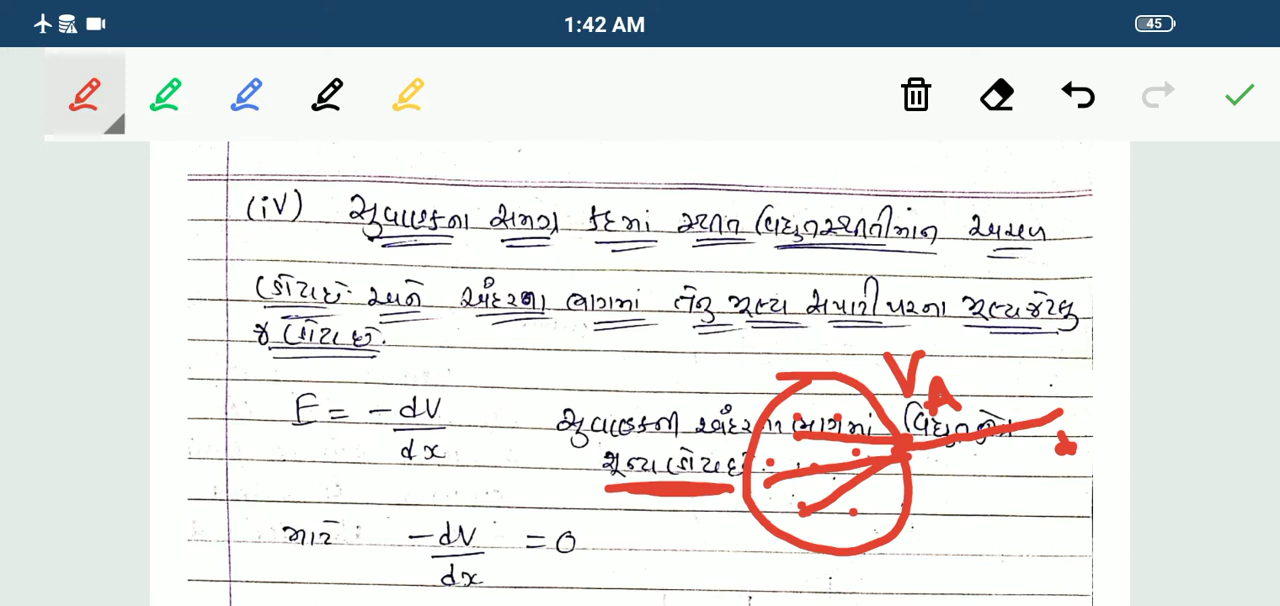 1:42 AM
45
(iv) સુવાહકના સમગ્ર કદમાં સ્થિત વિદ્યુતસ્થિતીમાન અચળ
હોય છે અને અંદરના ભાગમાં તેનુ મૂલ્ય સપાટી પરના મૂલ્ય જેટલુ
જ હોય છે.
V
A
E = -dV/dx સુવાહકની અંદરના ભાગમાં વિદ્યુતક્ષેત્ર
શૂન્ય હોય છે.
માટે -dV/dx = 0